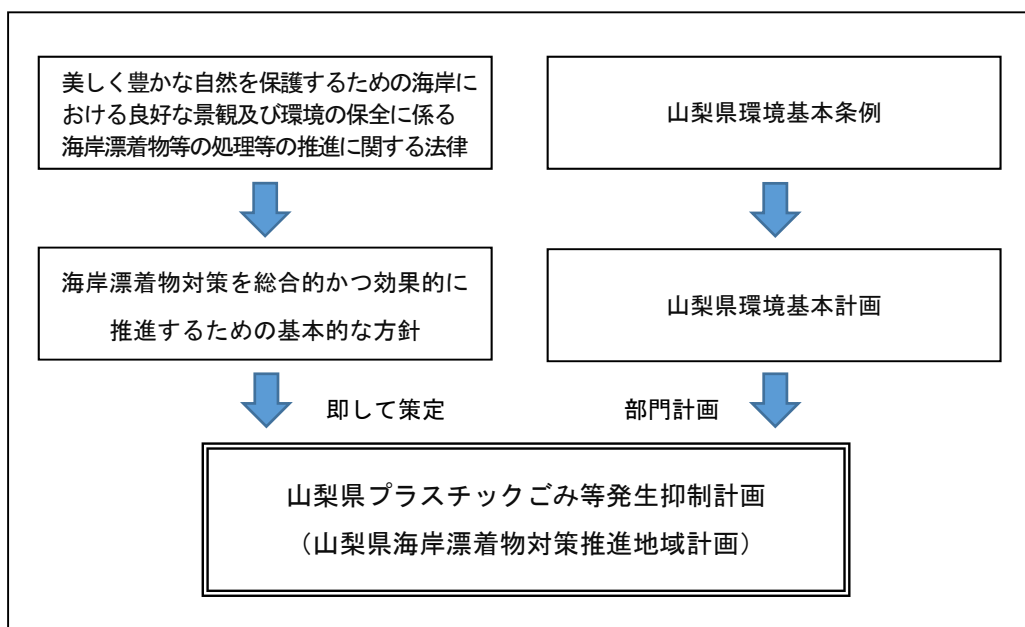 美しく豊かな自然を保護するための海岸に
おける良好な景観及び環境の保全に係る
海岸漂着物等の処理等の推進に関する法律
山梨県環境基本条例
海岸漂着物対策を総合的かつ効果的に
推進するための基本的な方針
山梨県環境基本計画
即して策定
部門計画
山梨県プラスチックごみ等発生抑制計画
（山梨県海岸漂着物対策推進地域計画）